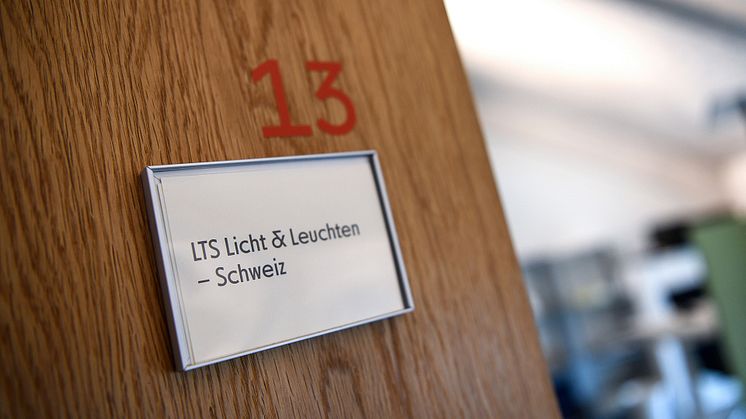 13
LTS Licht & Leuchten
– Schweiz